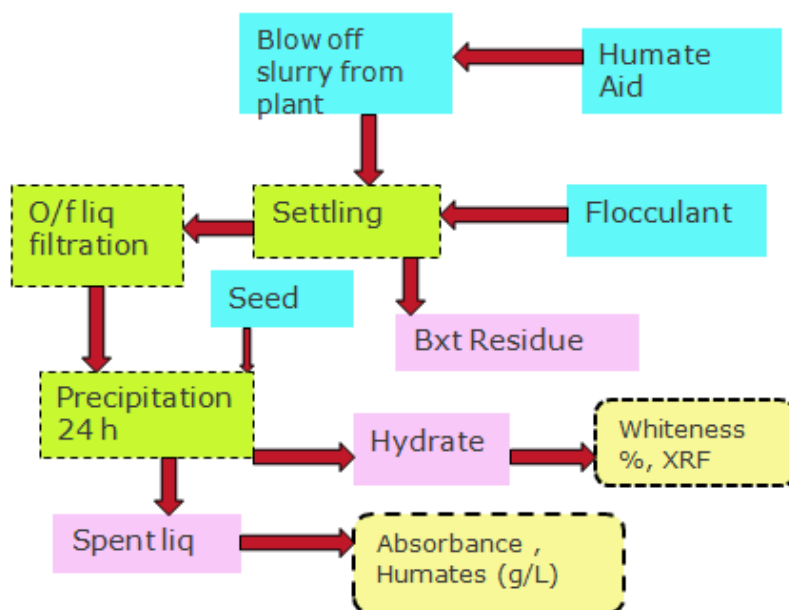 Blow off
slurry from
plant
Humate
Aid
O/f liq
filtration
Settling
Flocculant
Seed
Bxt Residue
Precipitation
24 h
Hydrate
Whiteness
%, XRF
Spent liq
Absorbance ,
Humates (g/L)